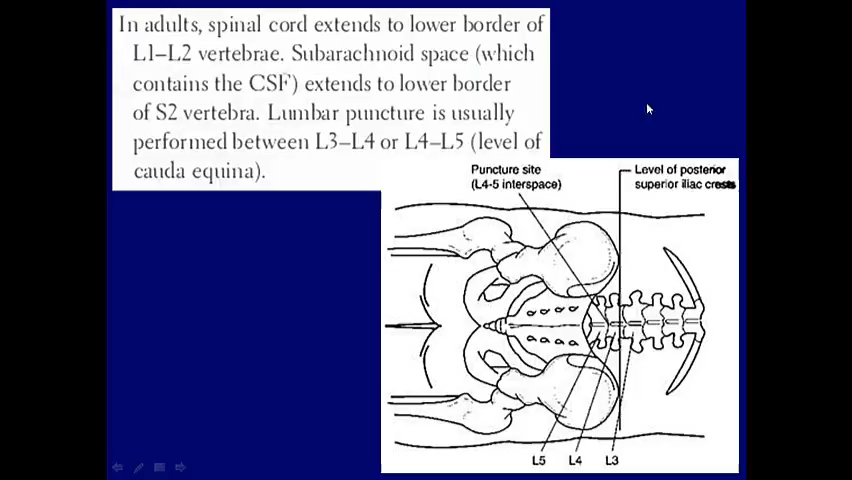 In adults, spinal cord extends to lower border of
L1–L2 vertebrae. Subarachnoid space (which
contains the CSF) extends to lower border
of S2 vertebra. Lumbar puncture is usually
performed between L3–L4 or L4–L5 (level of
cauda equina).
Puncture site
(L4-5 interspace)
Level of posterior
superior iliac crests
L5
L4
L3